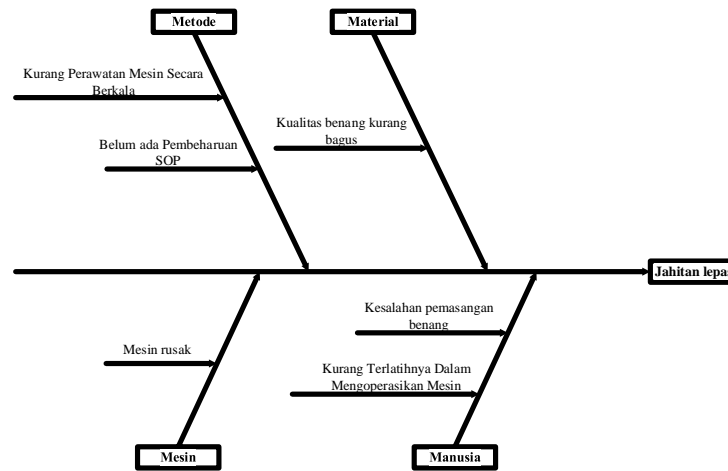 Metode
Material
Kurang Perawatan Mesin Secara
Berkala
Kualitas benang kurang
bagus
Belum ada Pembeharuan
SOP
Jahitan lepas
Kesalahan pemasangan
benang
Mesin rusak
Kurang Terlatihnya Dalam
Mengoperasikan Mesin
Mesin
Manusia